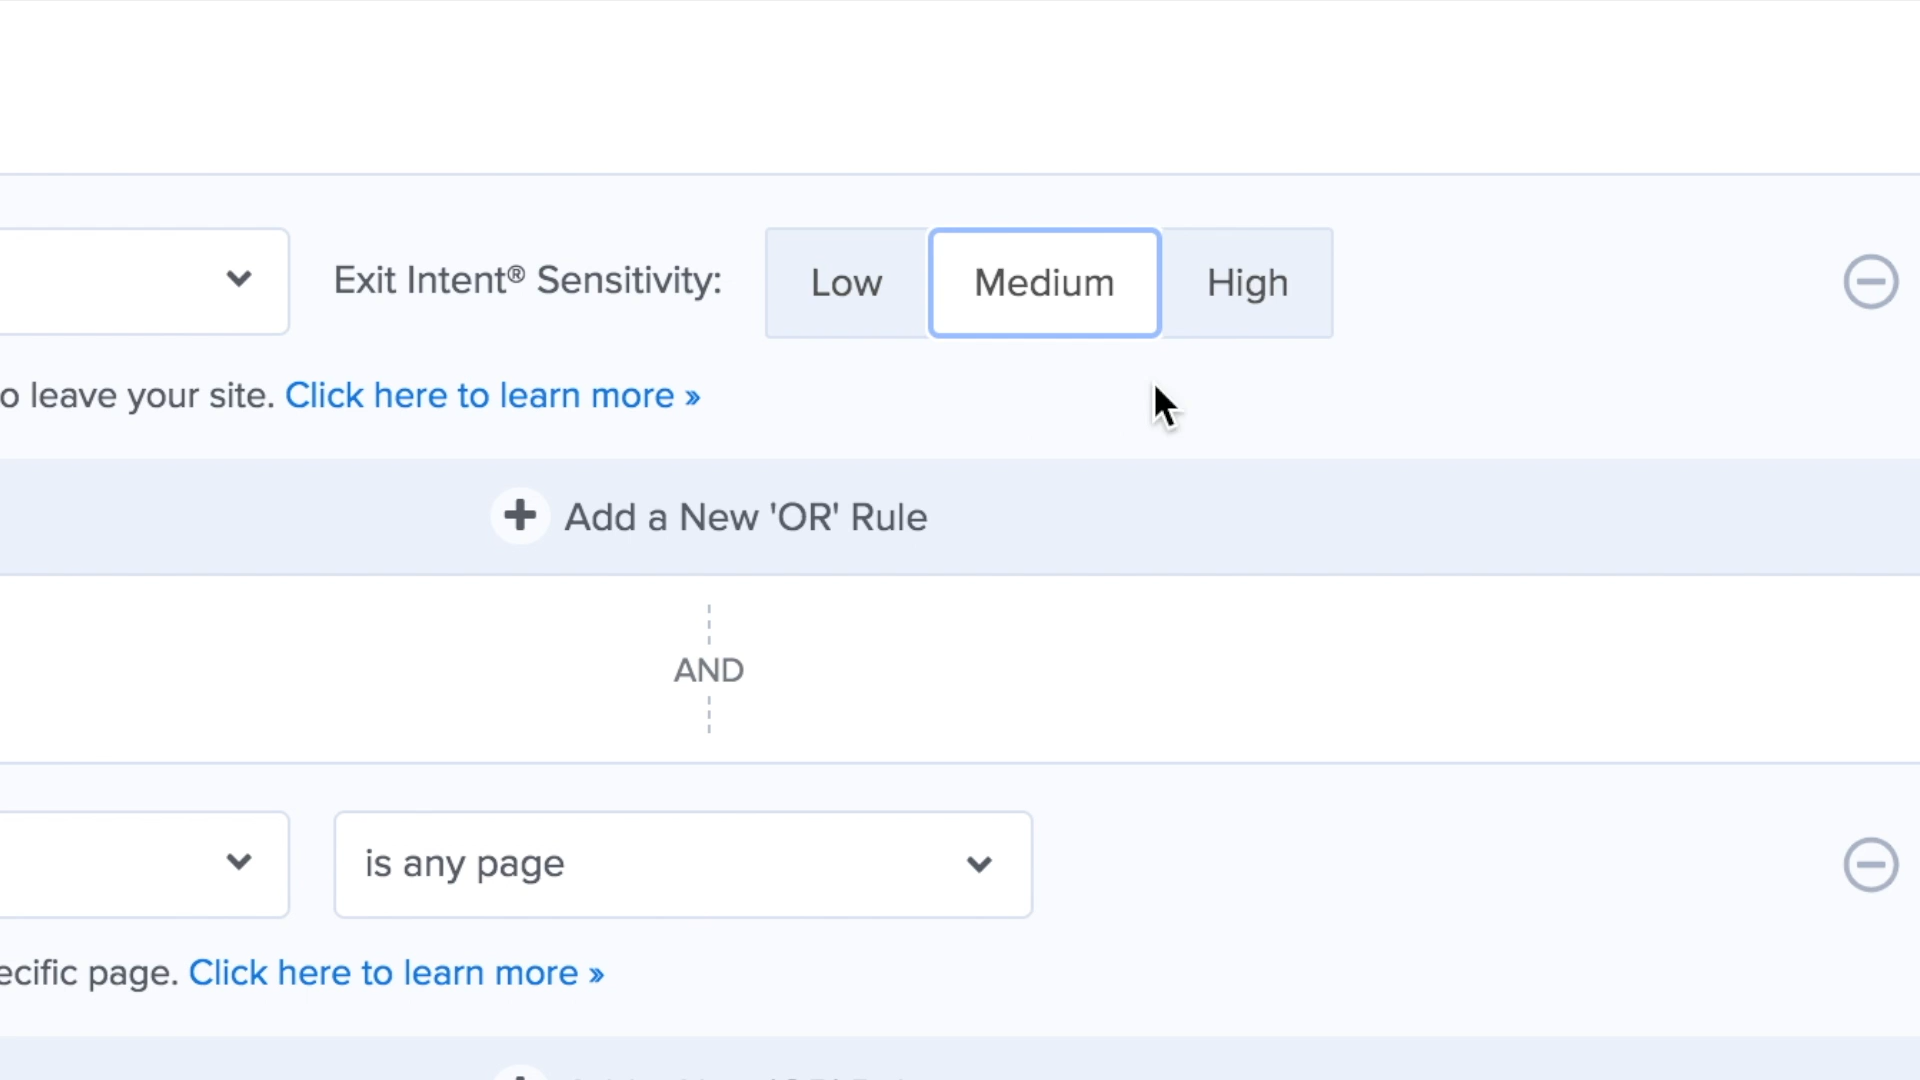 Exit Intent® Sensitivity: Low Medium High
o leave your site. Click here to learn more »
Add a New 'OR' Rule
AND
is any page
ecific page. Click here to learn more »